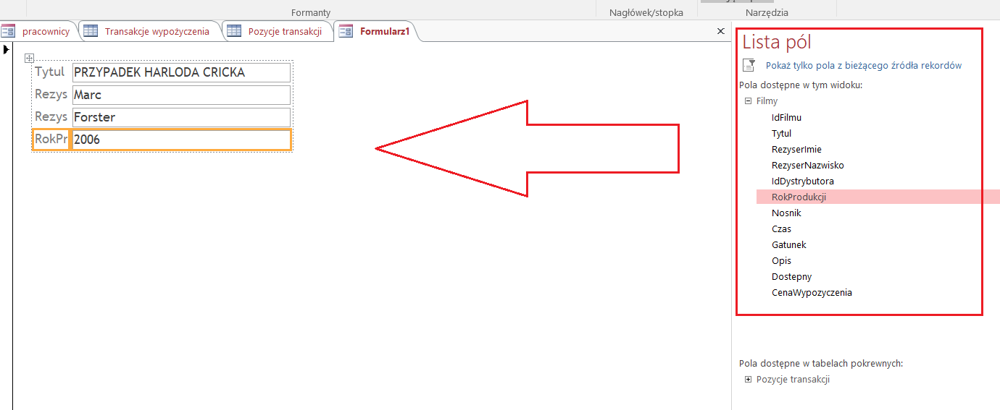 Formanty
Nagłówek/stopka
Narzędzia
pracownicy
Transakcje wypożyczenia
Pozycje transakcji
Formularz1
Tytul
PRZYPADEK HARLODA CRICKA
Rezys
Marc
Rezys
Forster
RokPr
2006
Lista pól
Pokaż tylko pola z bieżącego źródła rekordów
Pola dostępne w tym widoku:
Filmy
IdFilmu
Tytul
RezyserImie
RezyserNazwisko
IdDystrybutora
RokProdukcji
Nosnik
Czas
Gatunek
Opis
Dostepny
CenaWypozyczenia
Pola dostępne w tabelach pokrewnych:
Pozycje transakcji